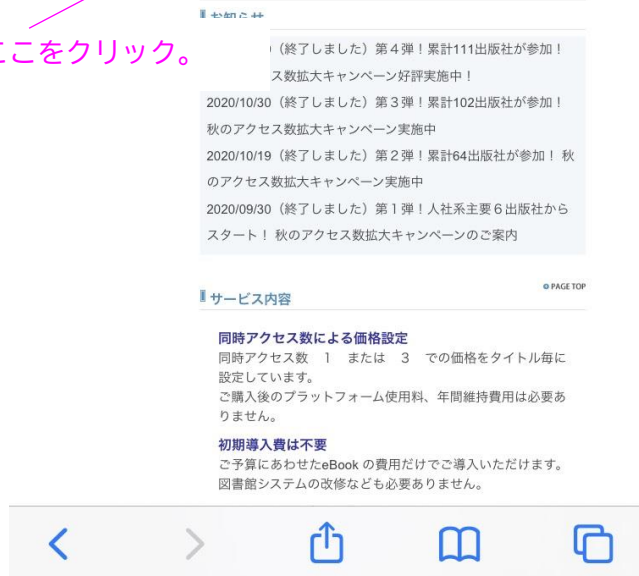 お知らせ
ここをクリック。
（終了しました）第４弾！累計111出版社が参加！
ス数拡大キャンペーン好評実施中！
2020/10/30（終了しました）第３弾！累計102出版社が参加！
秋のアクセス数拡大キャンペーン実施中
2020/10/19（終了しました）第２弾！累計64出版社が参加！ 秋
のアクセス数拡大キャンペーン実施中
2020/09/30（終了しました）第１弾！人社系主要６出版社から
スタート！ 秋のアクセス数拡大キャンペーンのご案内
PAGE TOP
サービス内容
同時アクセス数による価格設定
同時アクセス数　１　または　３　での価格をタイトル毎に
設定しています。
ご購入後のプラットフォーム使用料、年間維持費用は必要あ
りません。
初期導入費は不要
ご予算にあわせたeBook の費用だけでご導入いただけます。
図書館システムの改修なども必要ありません。